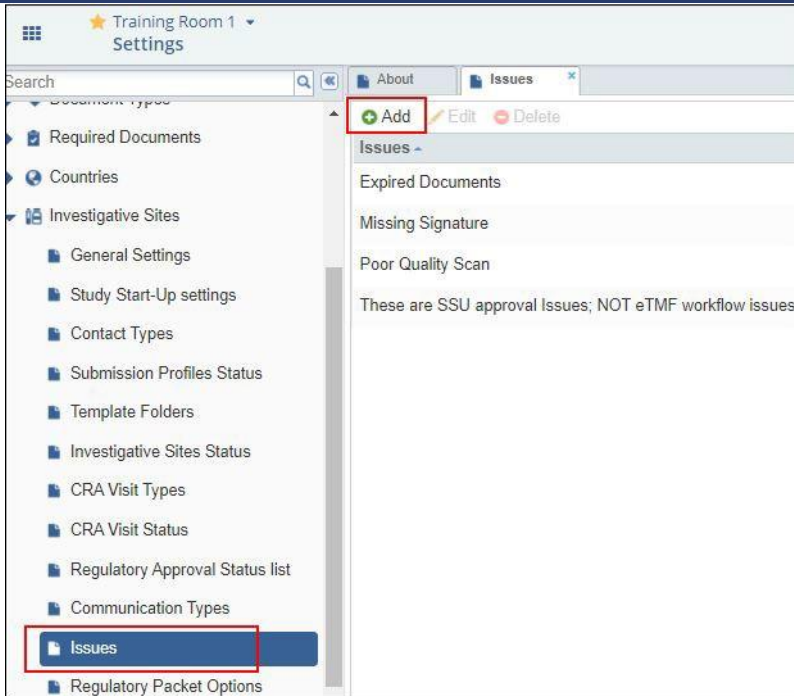 Training Room 1
Settings
Search
Document Types
Required Documents
Countries
Investigative Sites
General Settings
Study Start-Up settings
Contact Types
Submission Profiles Status
Template Folders
Investigative Sites Status
CRA Visit Types
CRA Visit Status
Regulatory Approval Status list
Communication Types
Issues
Regulatory Packet Options
About
Issues
Add Edit Delete
Issues
Expired Documents
Missing Signature
Poor Quality Scan
These are SSU approval Issues; NOT eTMF workflow issues